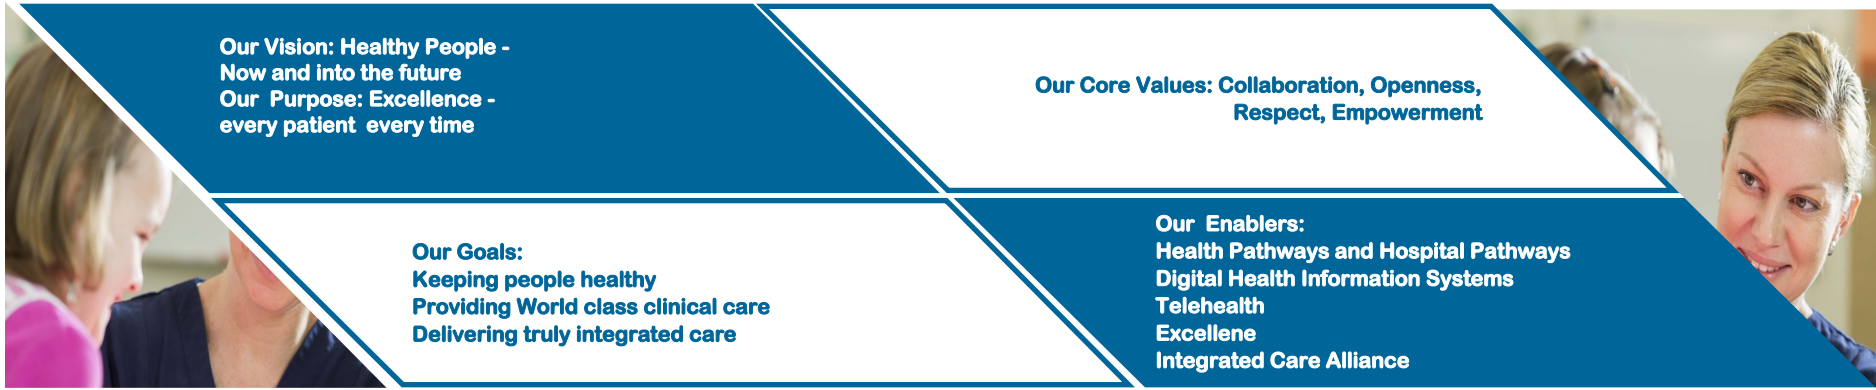 Our Vision: Healthy People -
Now and into the future
Our Purpose: Excellence -
every patient every time
Our Core Values: Collaboration, Openness,
Respect, Empowerment
Our Goals:
Keeping people healthy
Providing World class clinical care
Delivering truly integrated care
Our Enablers:
Health Pathways and Hospital Pathways
Digital Health Information Systems
Telehealth
Excellene
Integrated Care Alliance